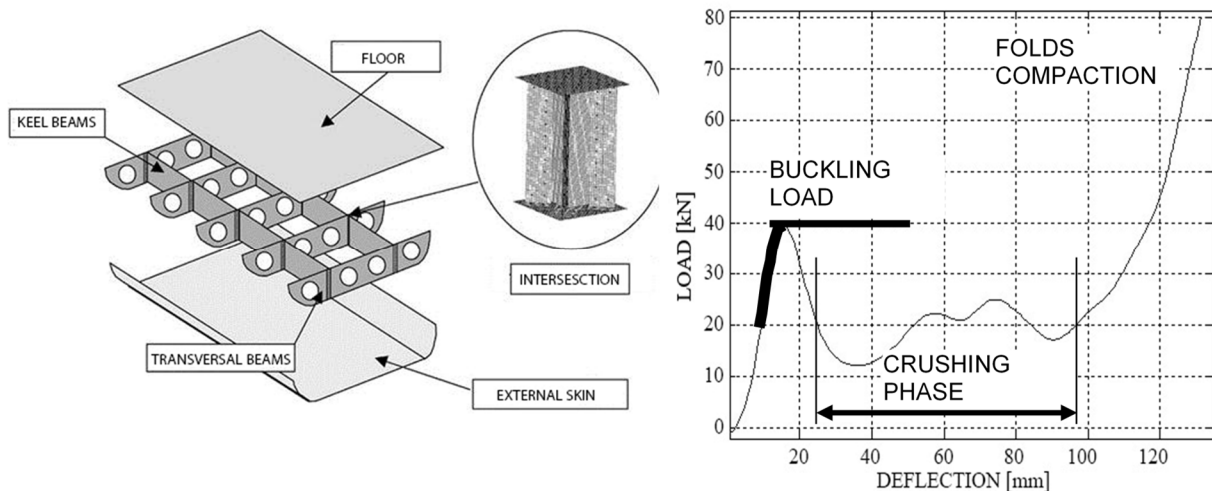 FLOOR
KEEL BEAMS
INTERSESCTION
TRANSVERSAL BEAMS
EXTERNAL SKIN
80
70
60
50
40
30
20
10
0
LOAD [kN]
FOLDS
COMPACTION
BUCKLING
LOAD
CRUSHING
PHASE
20
40
60
80
100
120
DEFLECTION [mm]